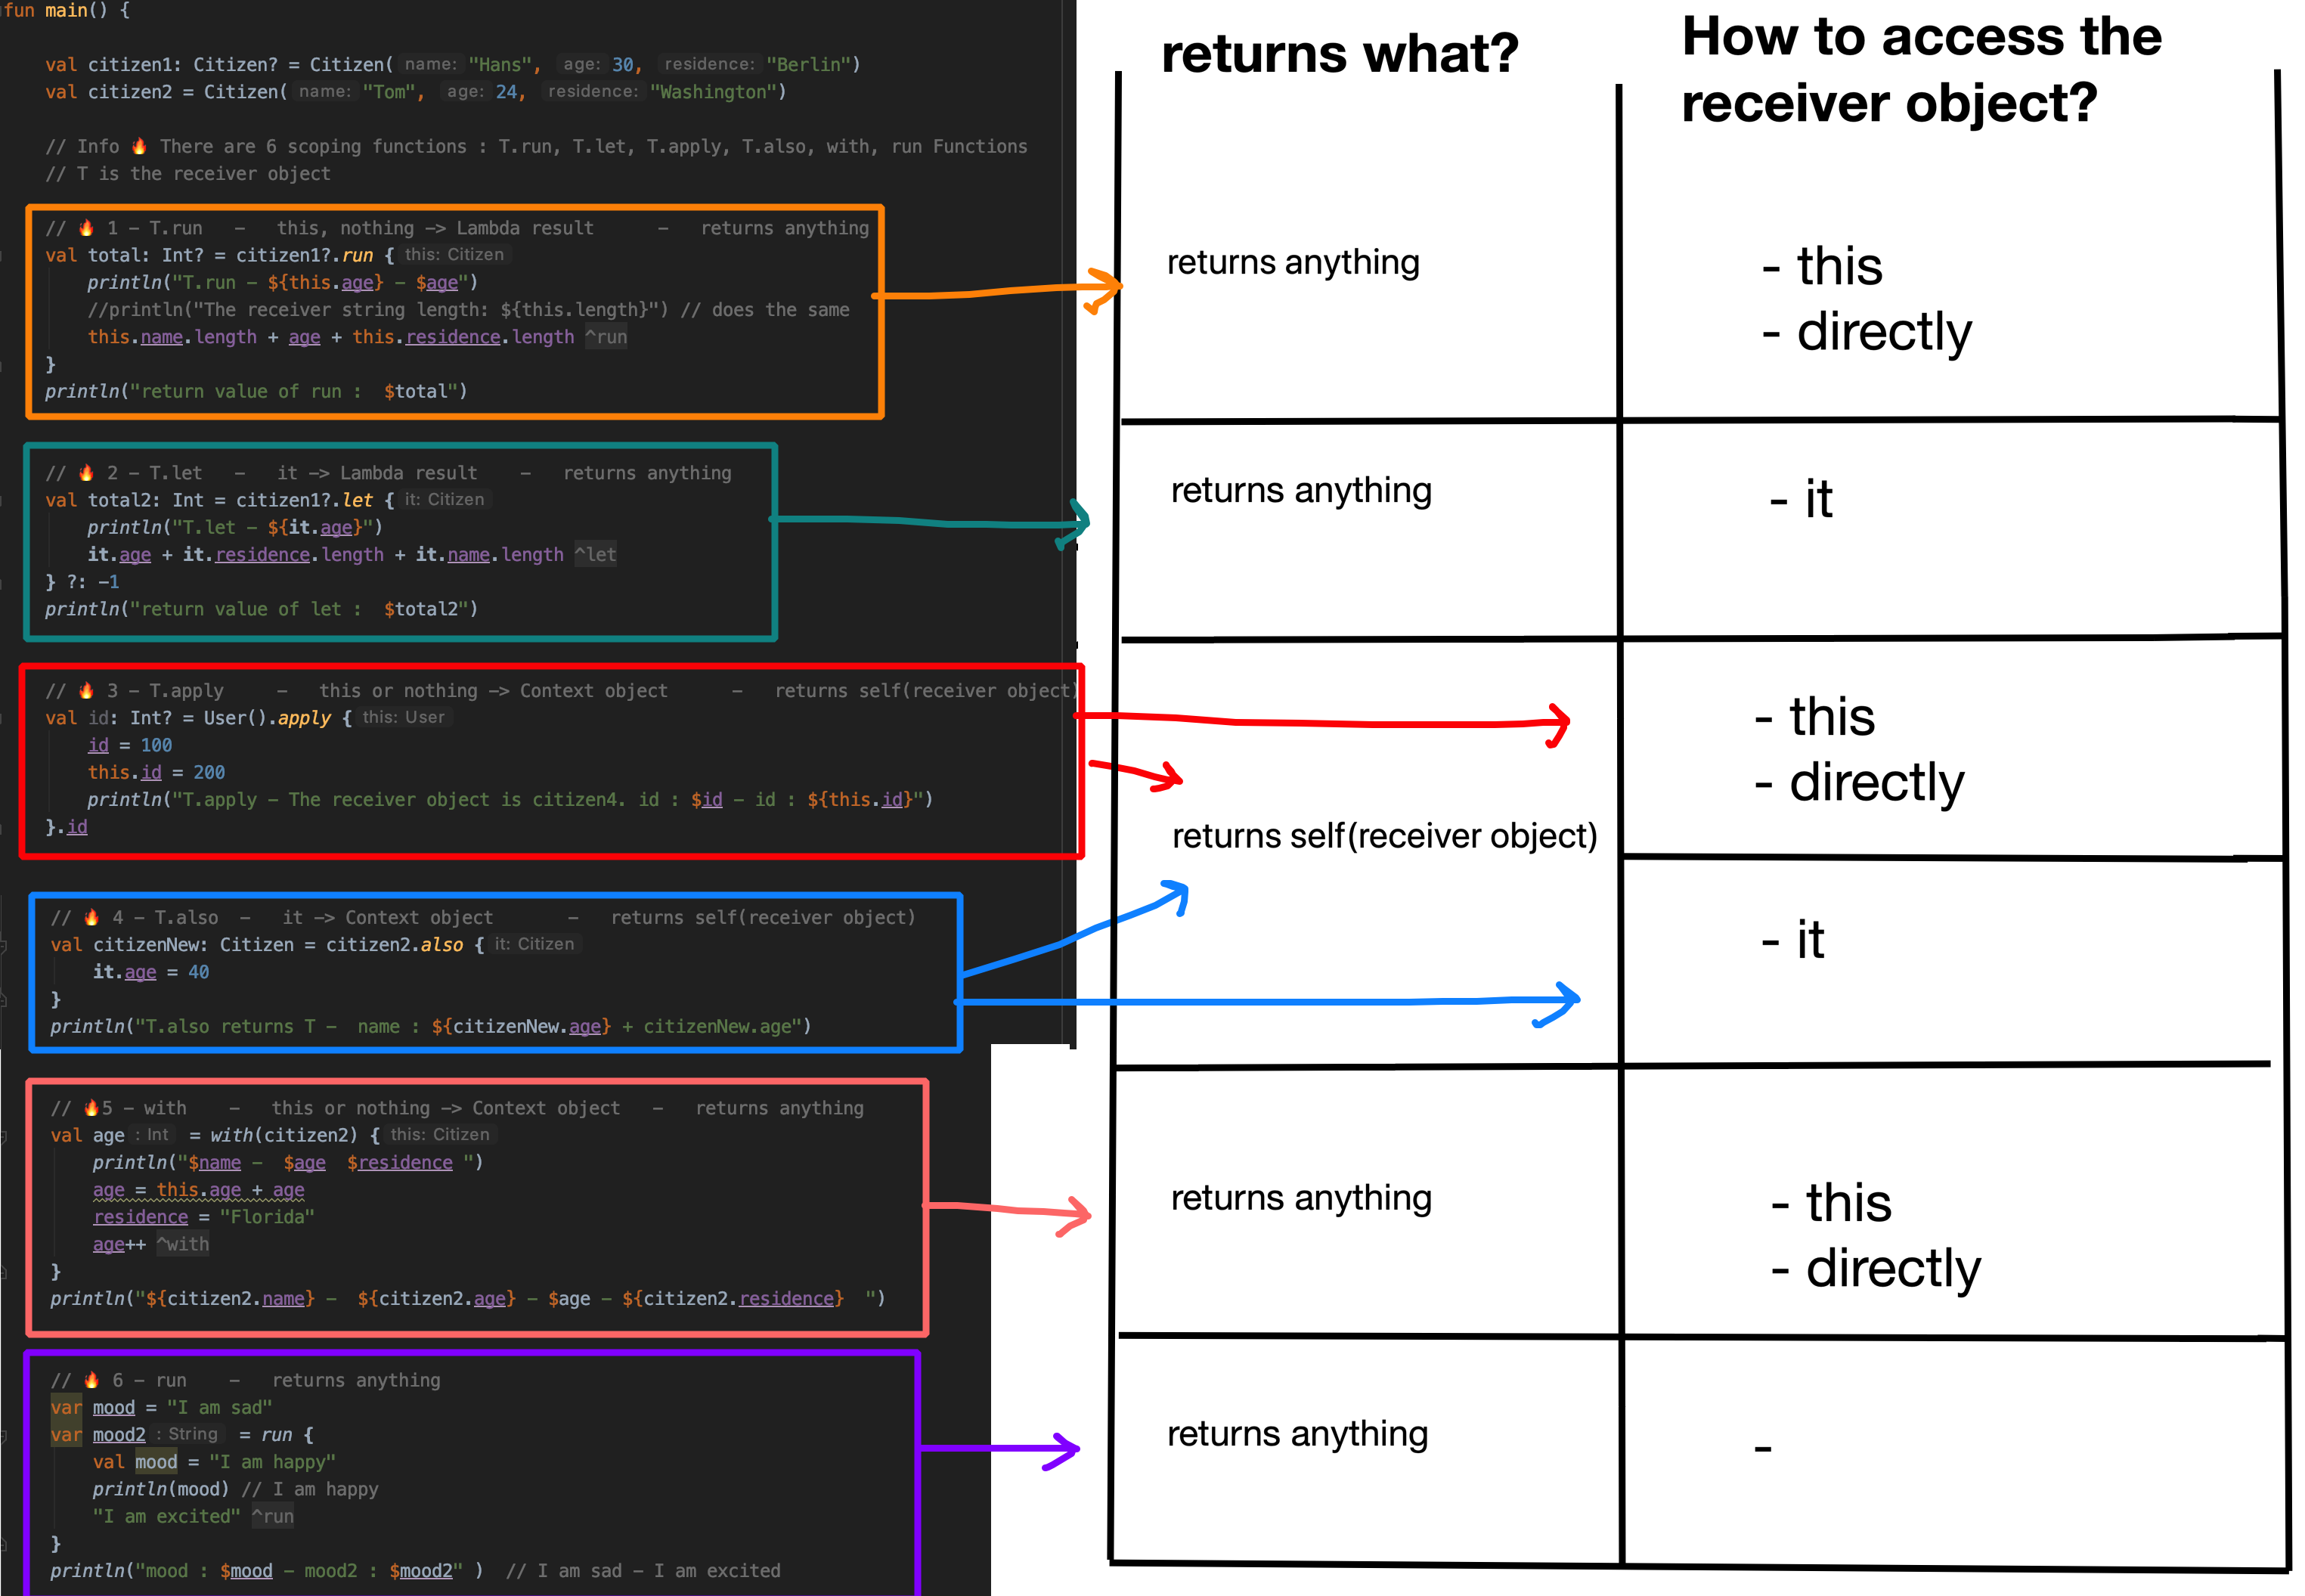 fun main() {
val citizen1: Citizen? = Citizen( name: "Hans", age: 30, residence: "Berlin")
val citizen2 = Citizen( name: "Tom", age: 24, residence: "Washington")
// Info 🔥 There are 6 scoping functions : T.run, T.let, T.apply, T.also, with, run Functions
// T is the receiver object
// 🔥 1 – T.run – this, nothing –> Lambda result – returns anything
val total: Int? = citizen1?.run { this: Citizen
println("T.run – ${this.age} – $age")
//println("The receiver string length: ${this.length}") // does the same
this.name.length + age + this.residence.length ^run
}
println("return value of run :  $total")
// 🔥 2 – T.let – it –> Lambda result – returns anything
val total2: Int = citizen1?.let { it: Citizen
println("T.let – ${it.age}")
it.age + it.residence.length + it.name.length ^let
} ?: –1
println("return value of let :  $total2")
// 🔥 3 – T.apply – this or nothing –> Context object – returns self(receiver object)
val id: Int? = User().apply { this: User
id = 100
this.id = 200
println("T.apply – The receiver object is citizen4. id : $id – id : ${this.id}")
}.id
// 🔥 4 – T.also – it –> Context object – returns self(receiver object)
val citizenNew: Citizen = citizen2.also { it: Citizen
it.age = 40
}
println("T.also returns T –  name : ${citizenNew.age} + citizenNew.age")
// 🔥5 – with – this or nothing –> Context object – returns anything
val age : Int = with(citizen2) { this: Citizen
println("$name –  $age  $residence ")
age = this.age + age
residence = "Florida"
age++ ^with
}
println("${citizen2.name} –  ${citizen2.age} – $age – ${citizen2.residence}  ")
// 🔥 6 – run – returns anything
var mood = "I am sad"
var mood2 : String = run {
val mood = "I am happy"
println(mood) // I am happy
"I am excited" ^run
}
println("mood : $mood – mood2 : $mood2" )  // I am sad – I am excited
returns what?
How to access the
receiver object?
returns anything
- this
- directly
returns anything
- it
returns self(receiver object)
- this
- directly
- it
returns anything
- this
- directly
returns anything
-